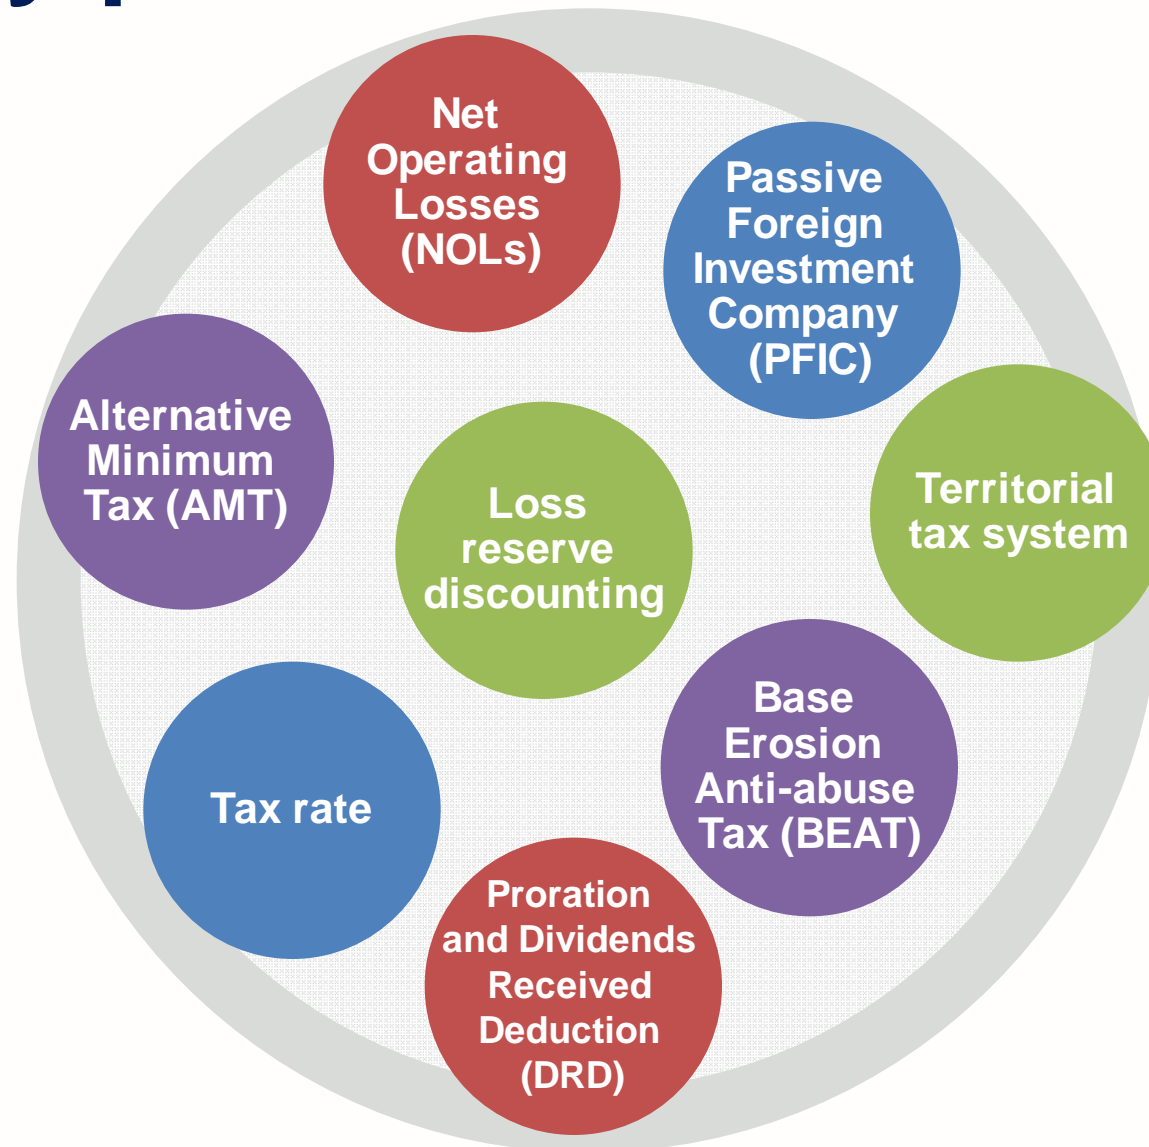 Net
Operating
Losses
(NOLs)
Passive
Foreign
Investment
Company
(PFIC)
Alternative
Minimum
Tax (AMT)
Territorial
tax system
Loss
reserve
discounting
Base
Erosion
Anti-abuse
Tax (BEAT)
Tax rate
Proration
and Dividends
Received
Deduction
(DRD)